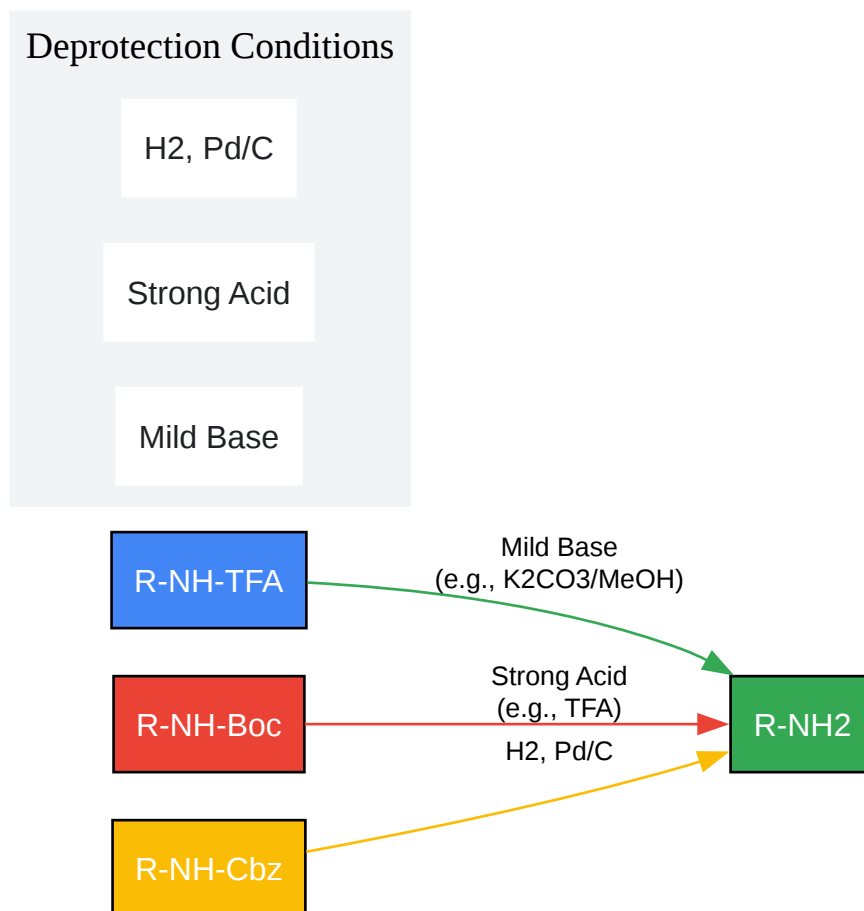 Deprotection Conditions
H2, Pd/C
Strong Acid
Mild Base
R-NH-TFA
Mild Base
(e.g., K2CO3/MeOH)
R-NH-Boc
Strong Acid
(e.g., TFA)
R-NH2
H2, Pd/C
R-NH-Cbz